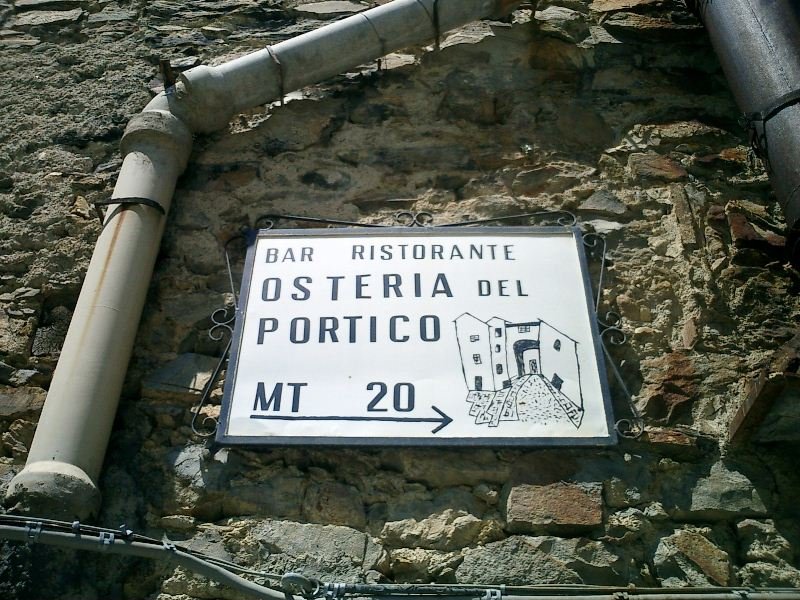 BAR RISTORANTE
OSTERIA DEL
PORTICO
MT 20